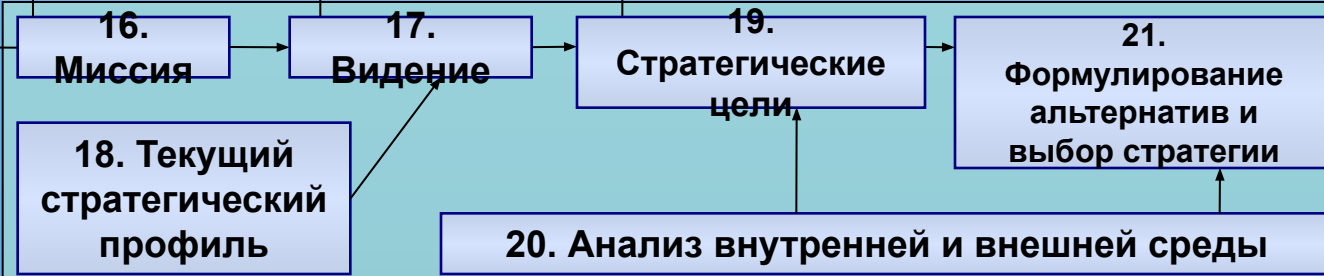 16.
Миссия
17.
Видение
19.
Стратегические
цели
21.
Формулирование
альтернатив и
выбор стратегии
18. Текущий
стратегический
профиль
20. Анализ внутренней и внешней среды